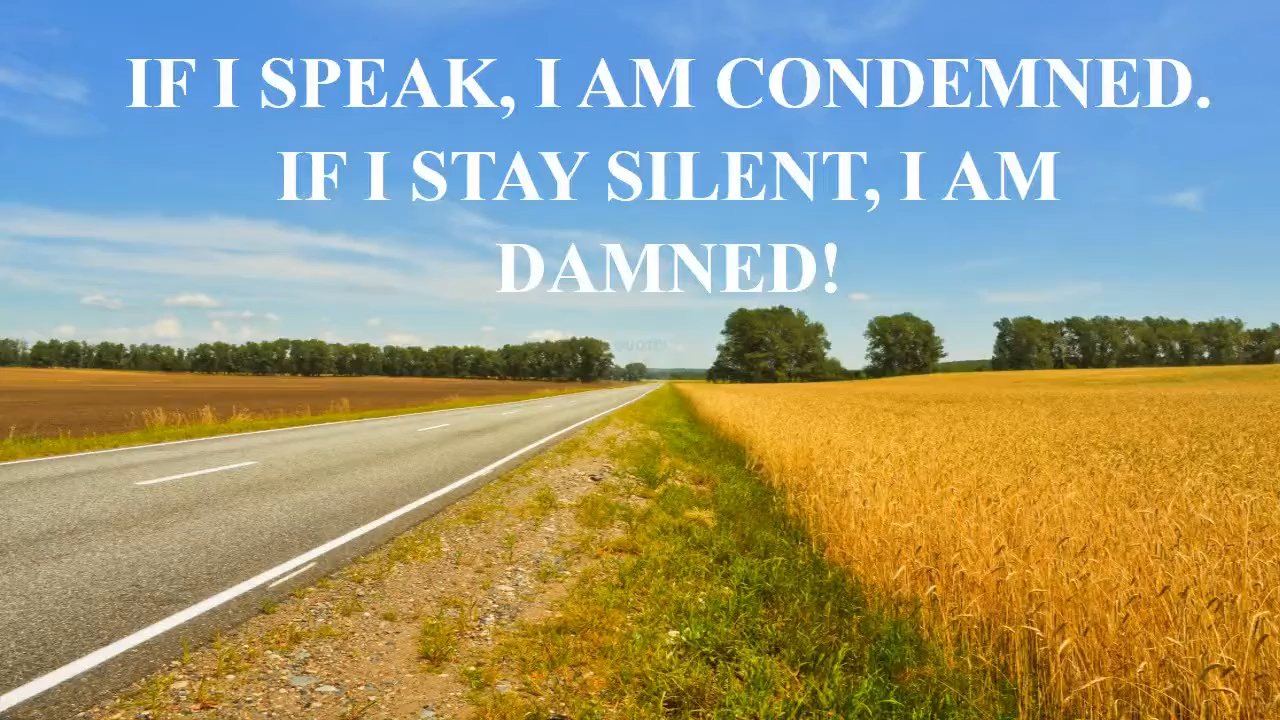 IF I SPEAK, I AM CONDEMNED.
IF I STAY SILENT, I AM
DAMNED!